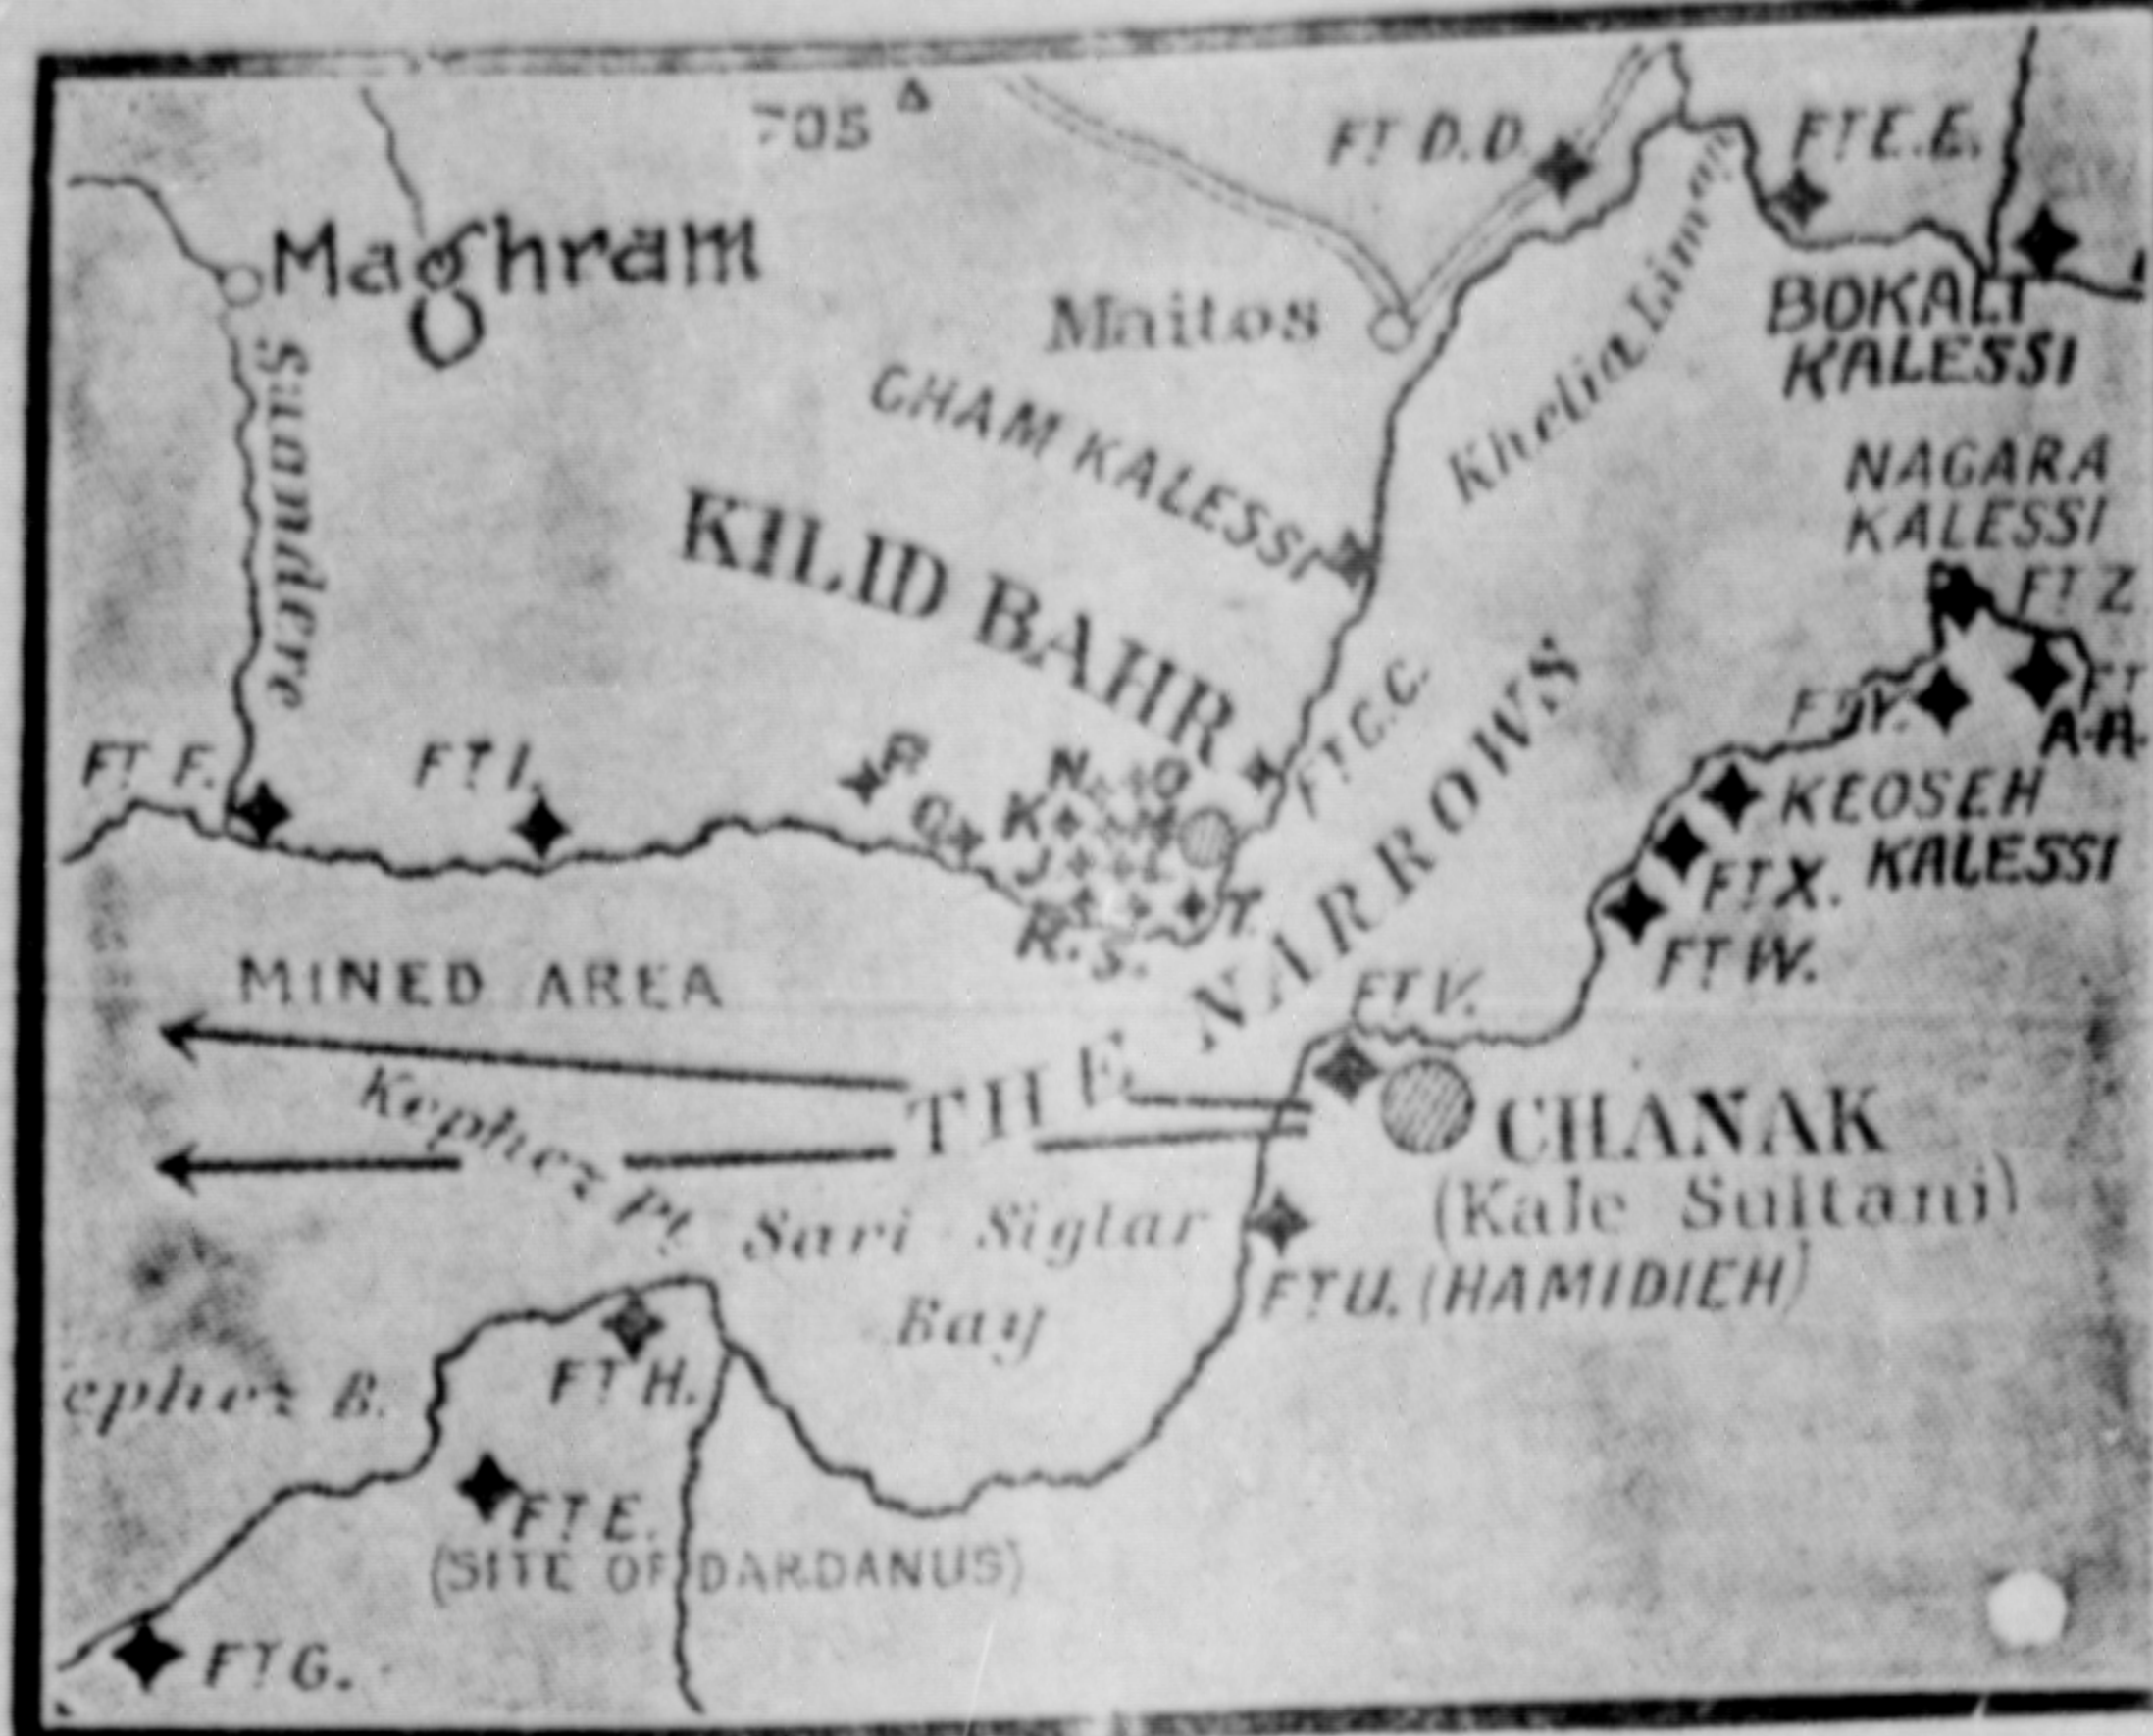 705
FT D.D.
FT E.E.
Maghram
Maitos
BOKALI
KALESSI
Khelia Liman
CHAM KALESSI
NAGARA
KALESSI
KILID BAHR
FT Z
Suandere
FT C.C.
FT Y.
FT
A.A.
FT F.
FT I.
P.
N.
O
KEOSEH
KALESSI
K
M
Q
J
L
FT X.
T.
R. S.
FT W.
MINED AREA
THE NARROWS
FT V.
Kephez Pt
CHANAK
(Kale Sultani)
Sari Siglar
Bay
FT U. (HAMIDIEH)
FT H.
ephez B.
FT E.
(SITE OF DARDANUS)
FT G.